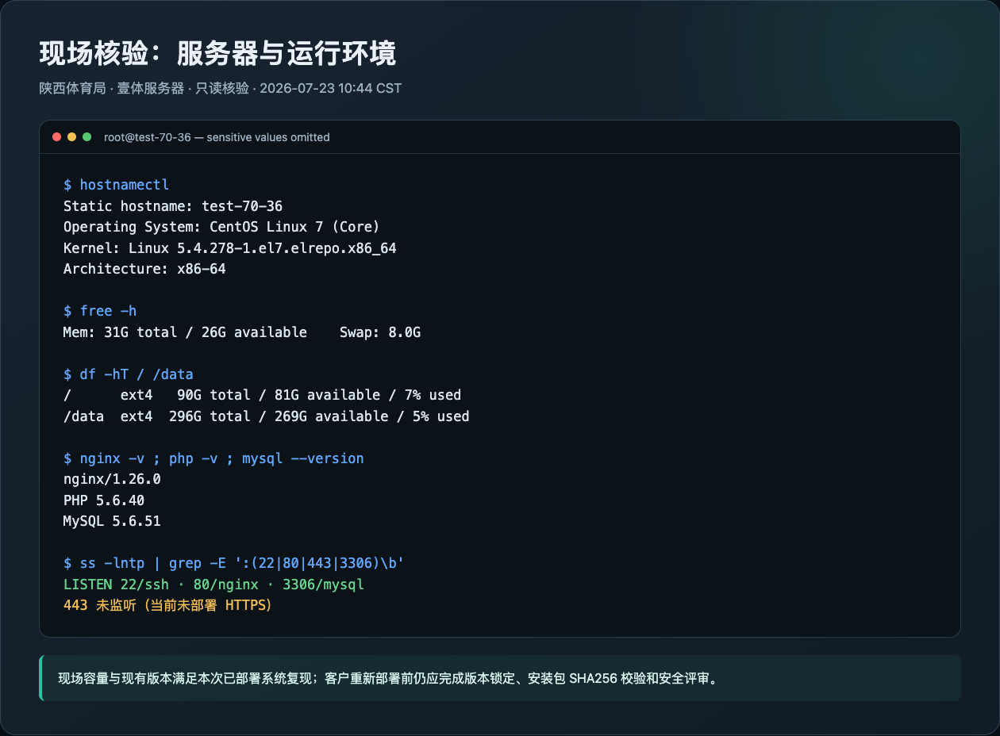 现场核验：服务器与运行环境
陕西体育局 · 壹体服务器 · 只读核验 · 2026-07-23 10:44 CST
root@test-70-36 — sensitive values omitted
$ hostnamectl
Static hostname: test-70-36
Operating System: CentOS Linux 7 (Core)
Kernel: Linux 5.4.278-1.el7.elrepo.x86_64
Architecture: x86-64
$ free -h
Mem: 31G total / 26G available    Swap: 8.0G
$ df -hT / /data
/      ext4   90G total / 81G available / 7% used
/data  ext4  296G total / 269G available / 5% used
$ nginx -v ; php -v ; mysql --version
nginx/1.26.0
PHP 5.6.40
MySQL 5.6.51
$ ss -lntp | grep -E ':(22|80|443|3306)\b'
LISTEN 22/ssh · 80/nginx · 3306/mysql
443 未监听（当前未部署 HTTPS）
现场容量与现有版本满足本次已部署系统复现；客户重新部署前仍应完成版本锁定、安装包 SHA256 校验和安全评审。